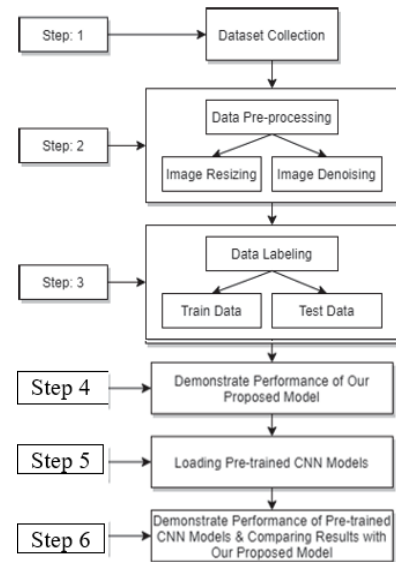 Step: 1
Dataset Collection
Step: 2
Data Pre-processing
Image Resizing
Image Denoising
Step: 3
Data Labeling
Train Data
Test Data
Step 4
Demonstrate Performance of Our
Proposed Model
Step 5
Loading Pre-trained CNN Models
Step 6
Demonstrate Performance of Pre-trained
CNN Models & Comparing Results with
Our Proposed Model